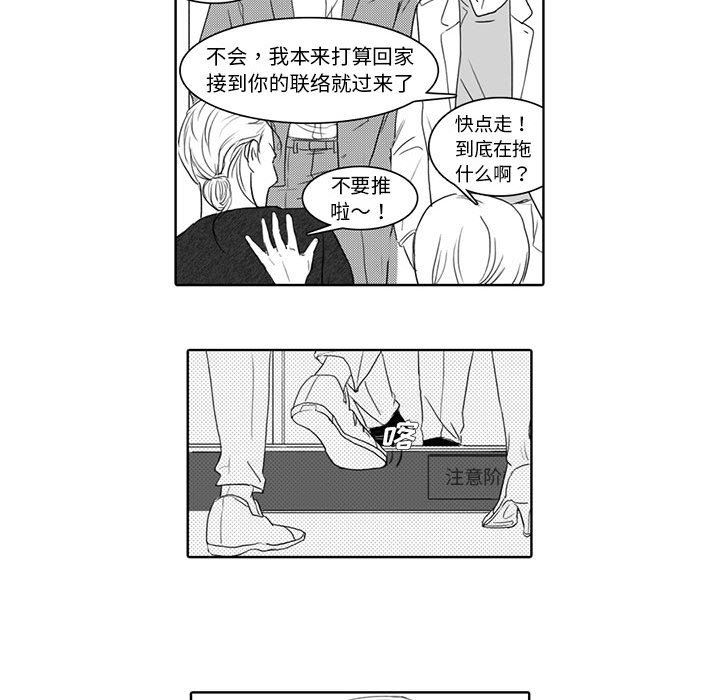 不会，我本来打算回家
接到你的联络就过来了
快点走！
到底在拖
什么啊？
不要推
啦～！
喀
注意阶